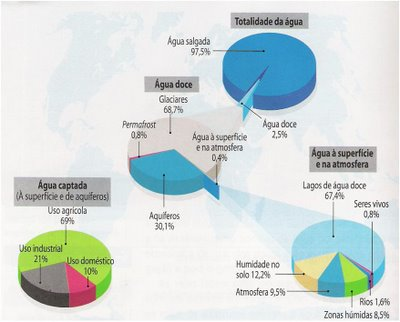 Totalidade da água
Água salgada
97,5%
Água doce
2,5%
Água doce
Glaciares
68,7%
Permafrost
0,8%
Água à superfície
e na atmosfera
0,4%
Aquíferos
30,1%
Água à superfície
e na atmosfera
Lagos de água doce
67,4%
Seres vivos
0,8%
Rios 1,6%
Zonas húmidas 8,5%
Atmosfera 9,5%
Humidade no
solo 12,2%
Água captada
(À superfície e de aquíferos)
Uso agrícola
69%
Uso industrial
21%
Uso doméstico
10%